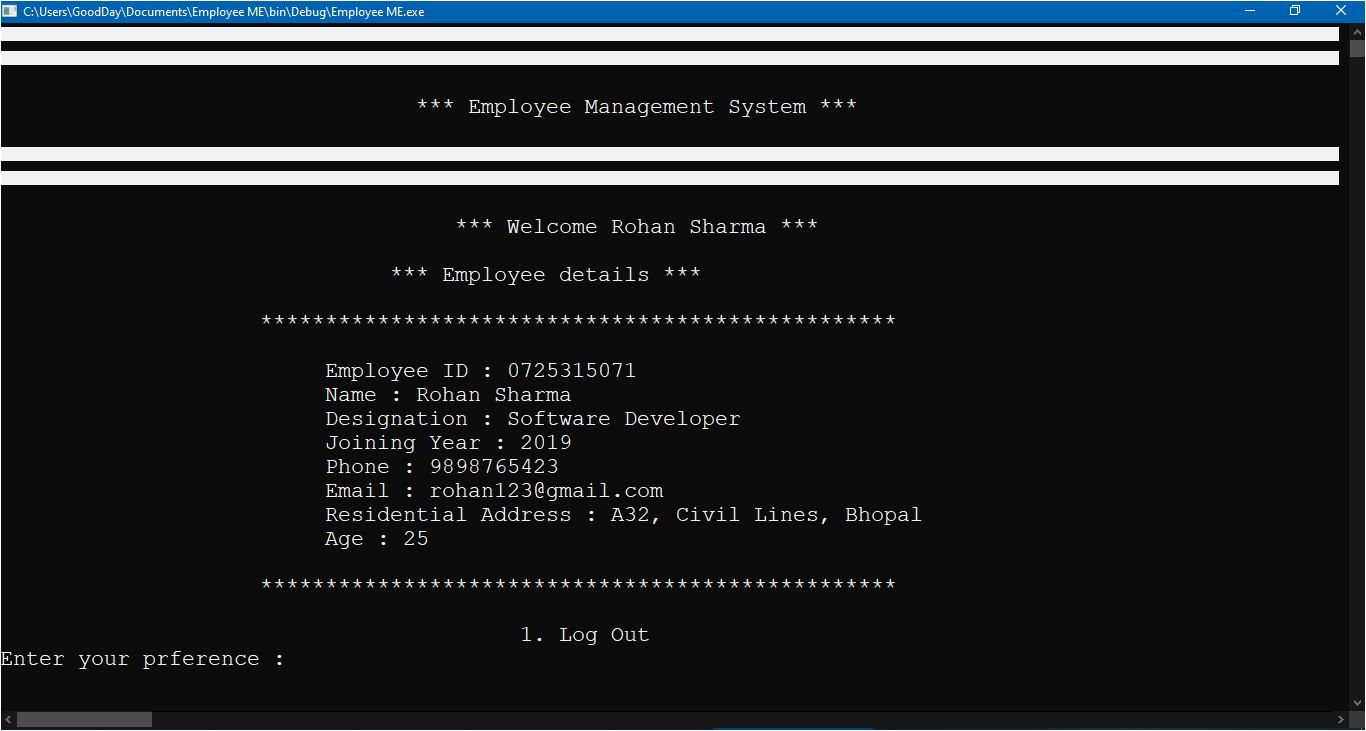 C:\Users\GoodDay\Documents\Employee ME\bin\Debug\Employee ME.exe
*** Employee Management System ***
*** Welcome Rohan Sharma ***
*** Employee details ***
*************************************************
Employee ID : 0725315071
Name : Rohan Sharma
Designation : Software Developer
Joining Year : 2019
Phone : 9898765423
Email : rohan123@gmail.com
Residential Address : A32, Civil Lines, Bhopal
Age : 25
*************************************************
1. Log Out
Enter your prference :